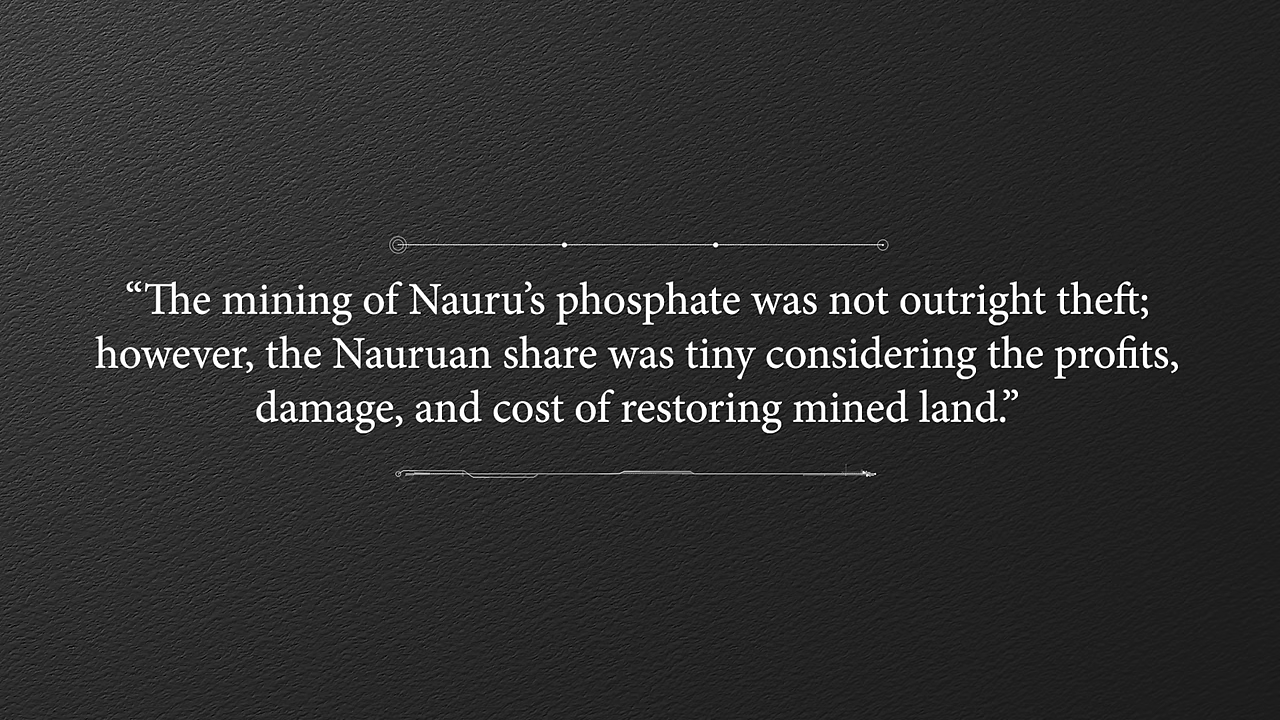 “The mining of Nauru’s phosphate was not outright theft;
however, the Nauruan share was tiny considering the profits,
damage, and cost of restoring mined land.”